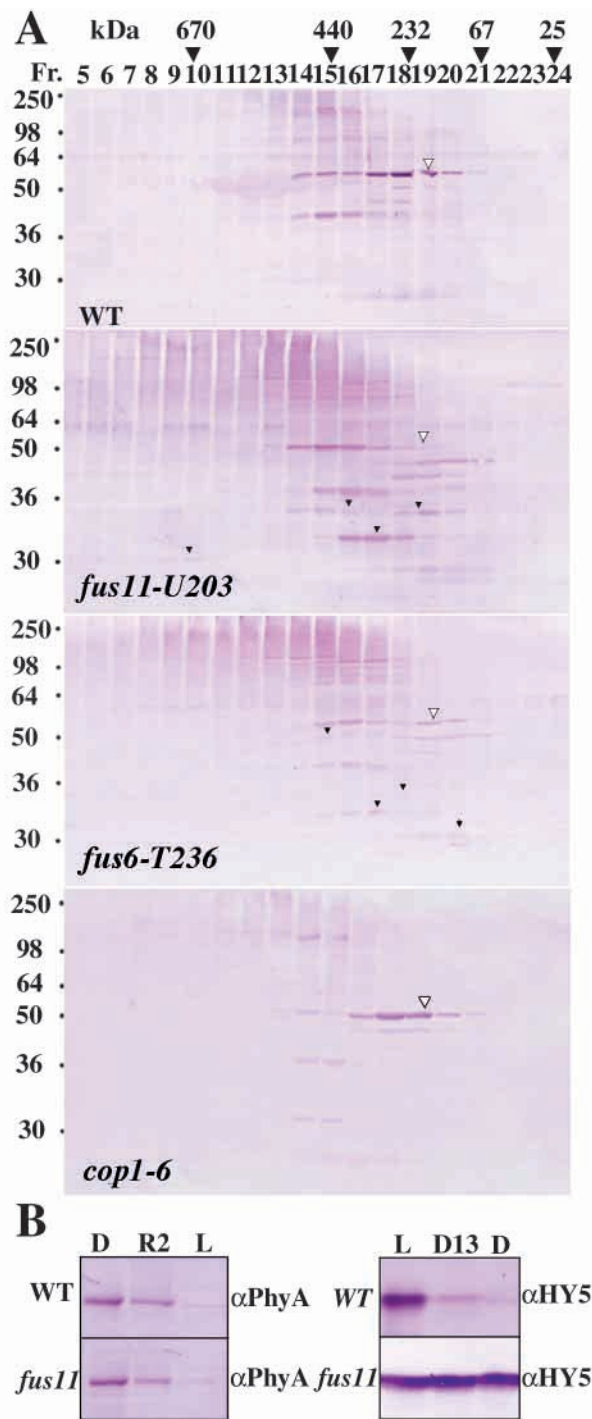 A
kDa 670 440 232 67 25
Fr. 5 6 7 8 9 10 11 12 13 14 15 16 17 18 19 20 21 22 23 24
250
98
64
50
36
30
WT
250
98
64
50
36
30
fus11-U203
250
98
64
50
36
30
fus6-T236
250
98
64
50
36
30
cop1-6
B
D R2 L
WT αPhyA
fus11 αPhyA
L D13 D
WT αHY5
fus11 αHY5